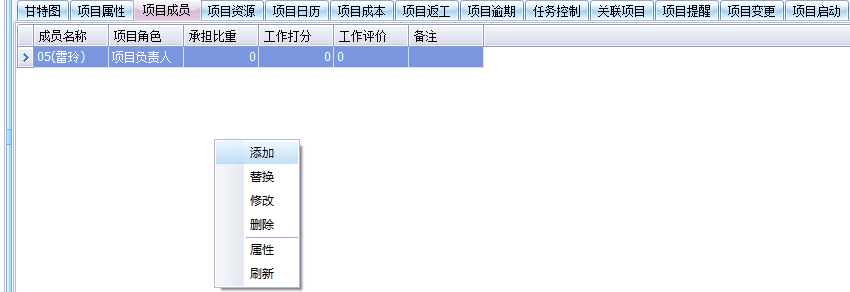 甘特图 项目属性 项目成员 项目资源 项目日历 项目成本 项目返工 项目逾期 任务控制 关联项目 项目提醒 项目变更 项目启动
成员名称 项目角色 承担比重 工作打分 工作评价 备注
05(雷玲) 项目负责人 0 0 0
添加
替换
修改
删除
属性
刷新